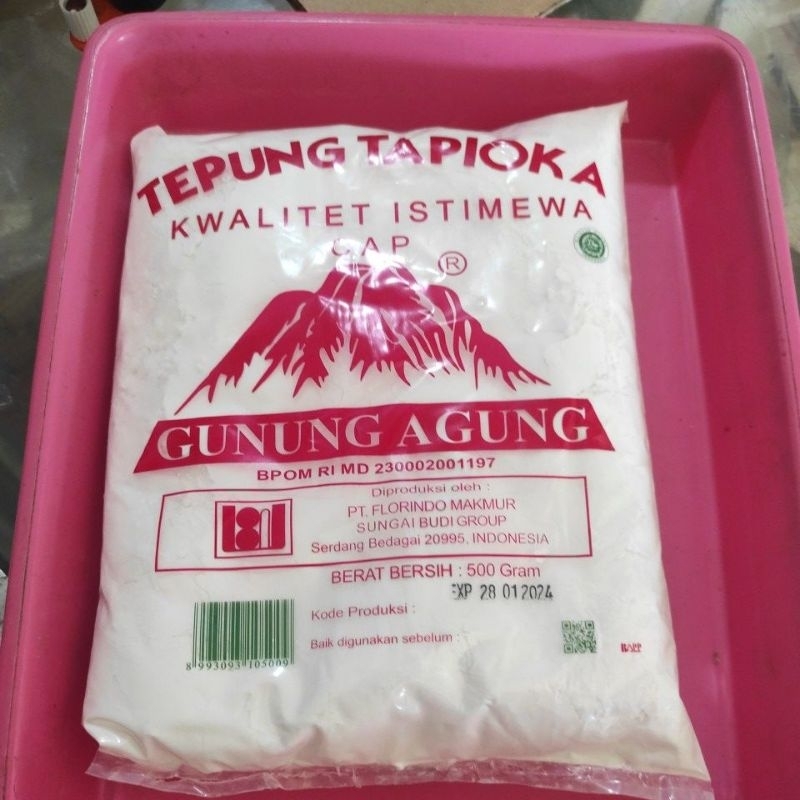 TEPUNG TAPIOKA
KWALITET ISTIMEWA
CAP
®
GUNUNG AGUNG
BPOM RI MD 230002001197
Diproduksi oleh :
PT. FLORINDO MAKMUR
SUNGAI BUDI GROUP
Serdang Bedagai 20995, INDONESIA
BERAT BERSIH : 500 Gram
EXP 28 01 2024
Kode Produksi :
Baik digunakan sebelum :
8 993093 105009